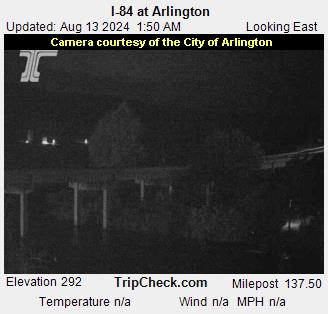 I-84 at Arlington
Updated: Aug 13 2024 1:50 AM Looking East
Camera courtesy of the City of Arlington
Elevation 292 TripCheck.com Milepost 137.50
Temperature n/a Wind n/a MPH n/a